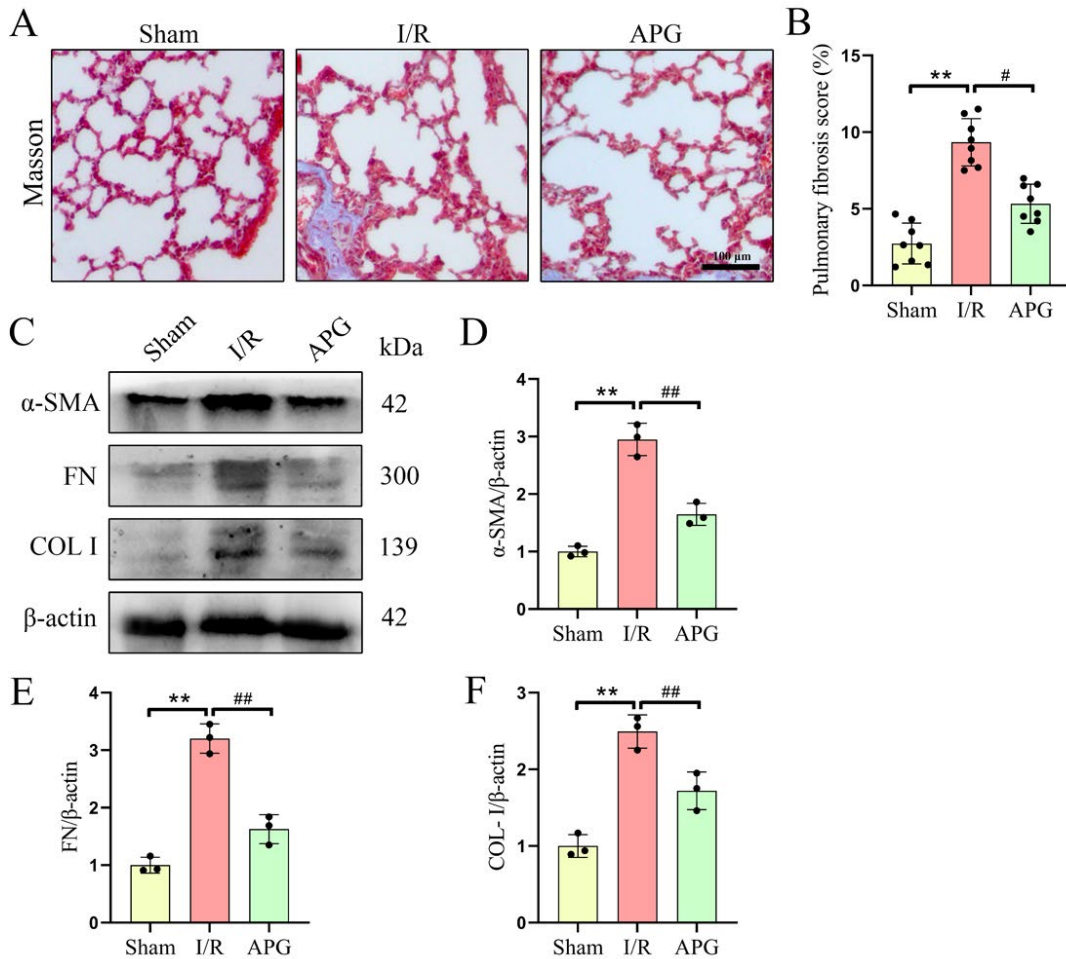 A
Sham
I/R
APG
Masson
100 μm
B
Pulmonary fibrosis score (%)
15
10
5
0
**
#
Sham
I/R
APG
C
Sham
I/R
APG
kDa
α-SMA
42
FN
300
COL I
139
β-actin
42
D
α-SMA/β-actin
4
3
2
1
0
**
##
Sham
I/R
APG
E
FN/β-actin
4
3
2
1
0
**
##
Sham
I/R
APG
F
COL- I/β-actin
3
2
1
0
**
##
Sham
I/R
APG